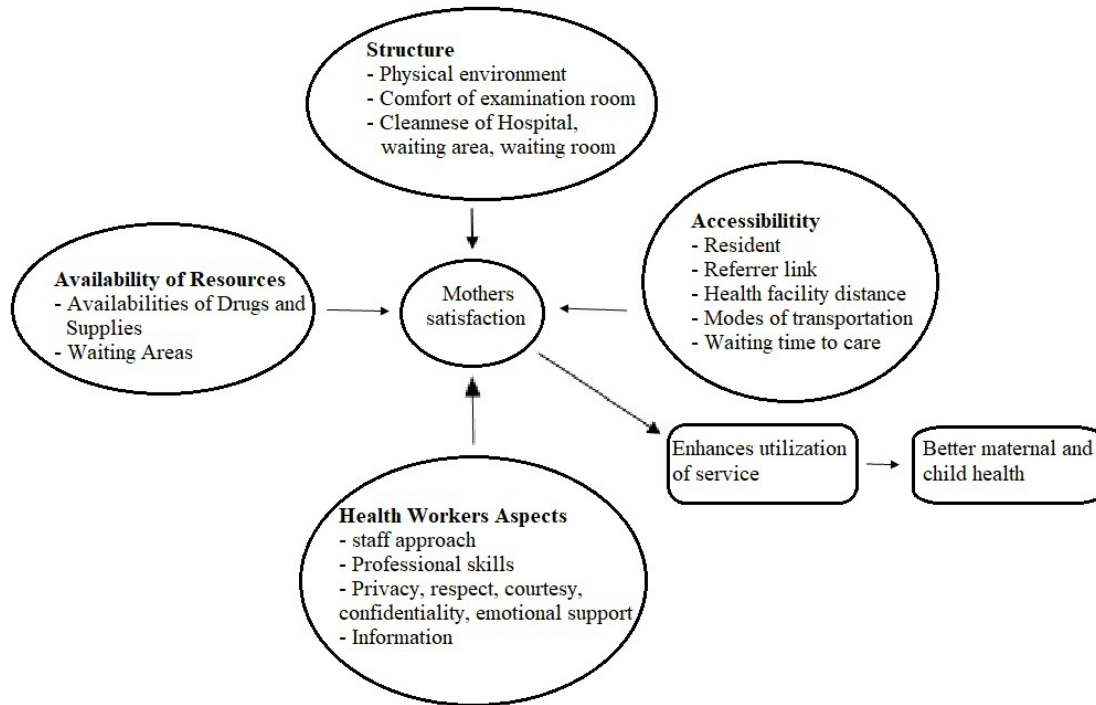 Structure
- Physical environment
- Comfort of examination room
- Cleannese of Hospital,
waiting area, waiting room
Accessibilitity
- Resident
- Referrer link
- Health facility distance
- Modes of transportation
- Waiting time to care
Availability of Resources
- Availabilities of Drugs and
Supplies
- Waiting Areas
Mothers
satisfaction
Enhances utilization
of service
Better maternal and
child health
Health Workers Aspects
- staff approach
- Professional skills
- Privacy, respect, courtesy,
confidentiality, emotional support
- Information